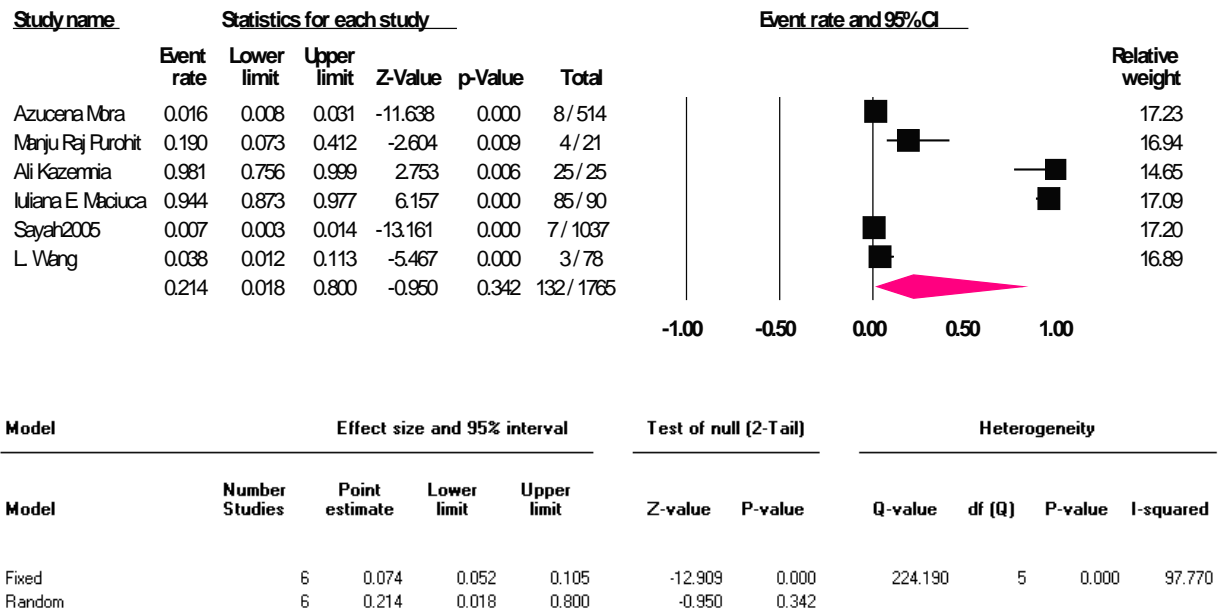 Study name Statistics for each study Event rate and 95% CI
Event Lower Upper Relative
rate limit limit Z-Value p-Value Total weight
Azucena Mora 0.016 0.008 0.031 -11.638 0.000 8 / 514 17.23
Manju Raj Purohit 0.190 0.073 0.412 -2.604 0.009 4 / 21 16.94
Ali Kazemnia 0.981 0.756 0.999 2.753 0.006 25 / 25 14.65
Iuliana E. Maciuca 0.944 0.873 0.977 6.157 0.000 85 / 90 17.09
Sayah2005 0.007 0.003 0.014 -13.161 0.000 7 / 1037 17.20
L. Wang 0.038 0.012 0.113 -5.467 0.000 3 / 78 16.89
0.214 0.018 0.800 -0.950 0.342 132 / 1765
-1.00 -0.50 0.00 0.50 1.00
Model Effect size and 95% interval Test of null (2-Tail) Heterogeneity
Number Point Lower Upper
Model Studies estimate limit limit Z-value P-value Q-value df (Q) P-value I-squared
Fixed 6 0.074 0.052 0.105 -12.909 0.000 224.190 5 0.000 97.770
Random 6 0.214 0.018 0.800 -0.950 0.342